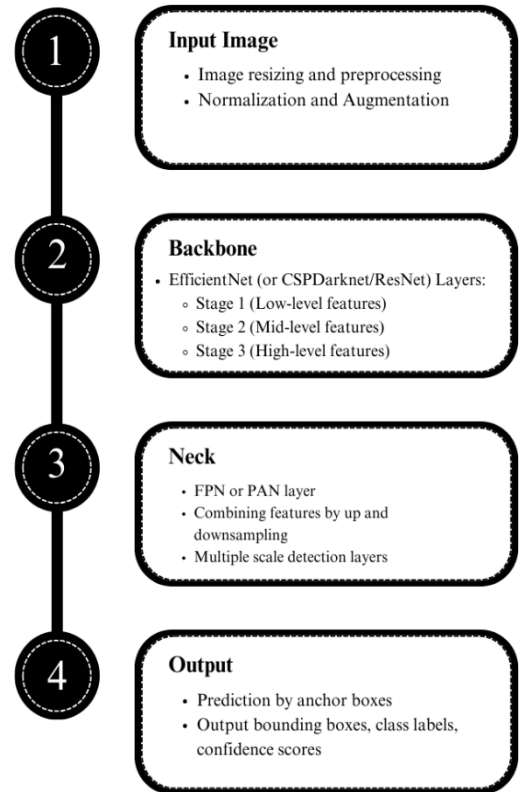 1
Input Image
• Image resizing and preprocessing
• Normalization and Augmentation
2
Backbone
• EfficientNet (or CSPDarknet/ResNet) Layers:
◦ Stage 1 (Low-level features)
◦ Stage 2 (Mid-level features)
◦ Stage 3 (High-level features)
3
Neck
• FPN or PAN layer
• Combining features by up and
downsampling
• Multiple scale detection layers
4
Output
• Prediction by anchor boxes
• Output bounding boxes, class labels,
confidence scores